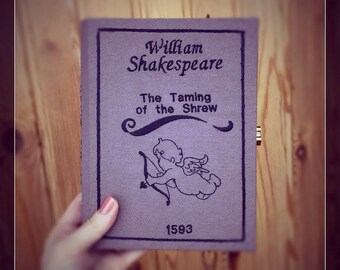 William
Shakespeare
The Taming
of the Shrew
1593